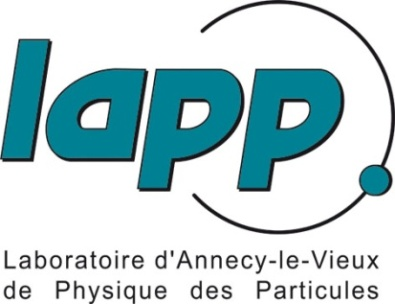 lapp
Laboratoire d'Annecy-le-Vieux
de Physique des Particules